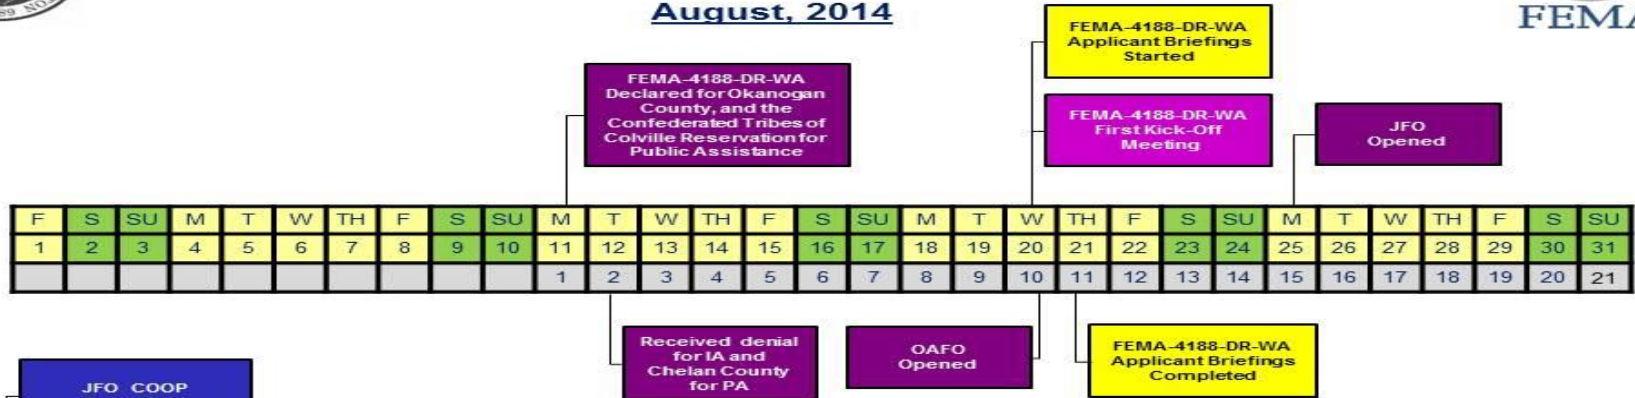 89 NO
August, 2014
FEMA
FEMA-4188-DR-WA
Applicant Briefings
Started
FEMA-4188-DR-WA
Declared for Okanogan
County, and the
Confederated Tribes of
Colville Reservation for
Public Assistance
FEMA-4188-DR-WA
First Kick-Off
Meeting
JFO
Opened
F S SU M T W TH F S SU M T W TH F S SU M T W TH F S SU M T W TH F S SU
1 2 3 4 5 6 7 8 9 10 11 12 13 14 15 16 17 18 19 20 21 22 23 24 25 26 27 28 29 30 31
1 2 3 4 5 6 7 8 9 10 11 12 13 14 15 16 17 18 19 20 21
Received denial
for IA and
Chelan County
for PA
OAFO
Opened
FEMA-4188-DR-WA
Applicant Briefings
Completed
JFO COOP